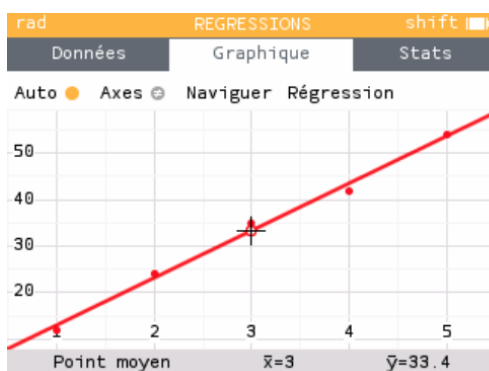 rad REGRESSIONS shift
Données Graphique Stats
Auto Axes Naviguer Régression
50
40
30
20
1 2 3 4 5
Point moyen x̄=3 ȳ=33.4